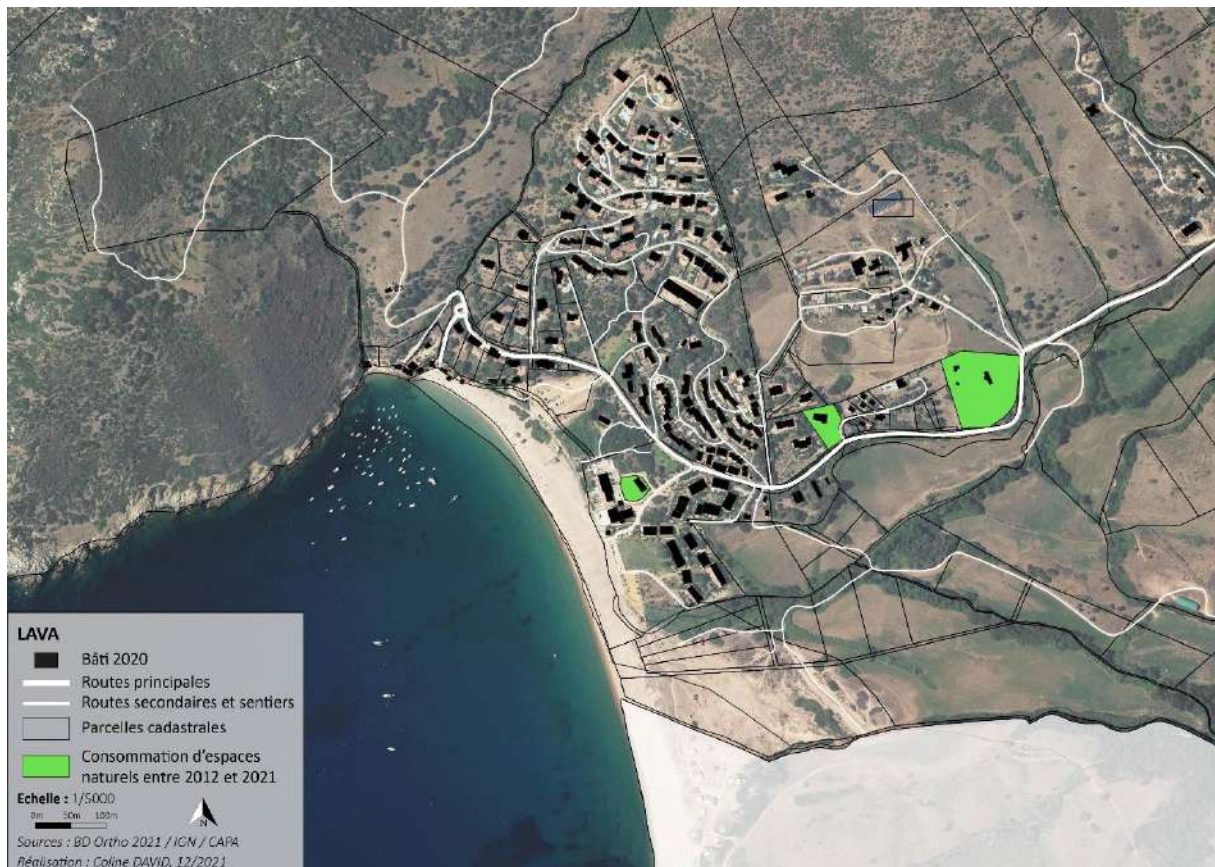 LAVA
Bâti 2020
Routes principales
Routes secondaires et sentiers
Parcelles cadastrales
Consommation d'espaces
naturels entre 2012 et 2021
Echelle : 1/5000
0m 50m 100m
N
Sources : BD Ortho 2021 / IGN / CAPA
Réalisation : Coline DAVID, 12/2021